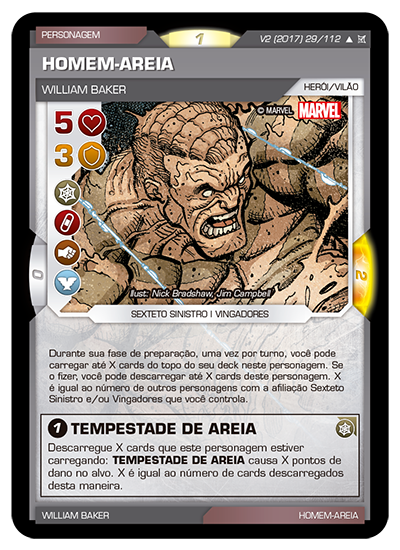 PERSONAGEM
1
V2 (2017) 29/112
HOMEM-AREIA
WILLIAM BAKER
HERÓI/VILÃO
5
© MARVEL MARVEL
3
0
2
Illust: Nick Bradshaw, Jim Campbell
SEXTETO SINISTRO | VINGADORES
Durante sua fase de preparação, uma vez por turno, você pode
carregar até X cards do topo do seu deck neste personagem. Se
o fizer, você pode descarregar até X cards deste personagem. X
é igual ao número de outros personagens com a afiliação Sexteto
Sinistro e/ou Vingadores que você controla.
1 TEMPESTADE DE AREIA
Descarregue X cards que este personagem estiver
carregando: TEMPESTADE DE AREIA causa X pontos de
dano no alvo. X é igual ao número de cards descarregados
desta maneira.
WILLIAM BAKER
HOMEM-AREIA